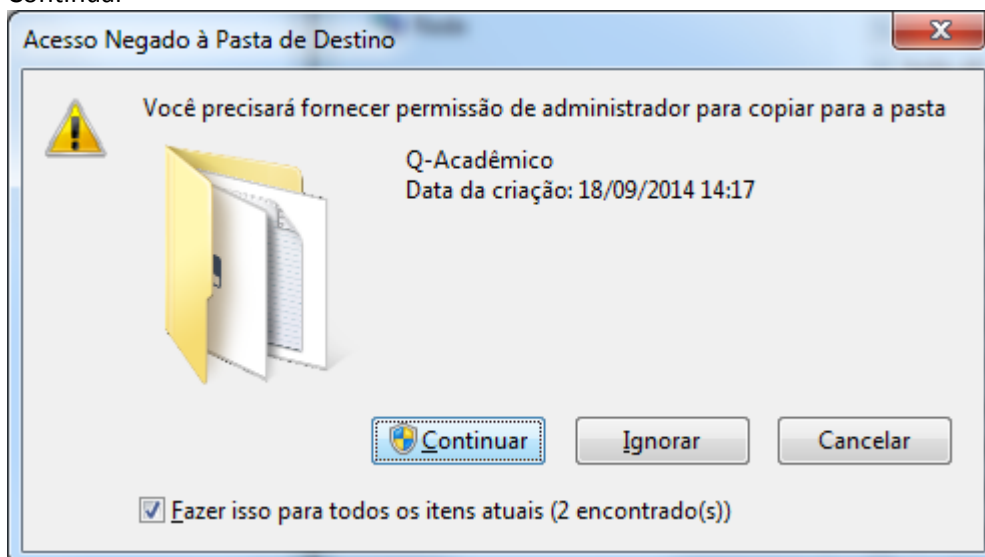 Continuar
Acesso Negado à Pasta de Destino
Você precisará fornecer permissão de administrador para copiar para a pasta
Q-Acadêmico
Data da criação: 18/09/2014 14:17
Continuar
Ignorar
Cancelar
Fazer isso para todos os itens atuais (2 encontrado(s))